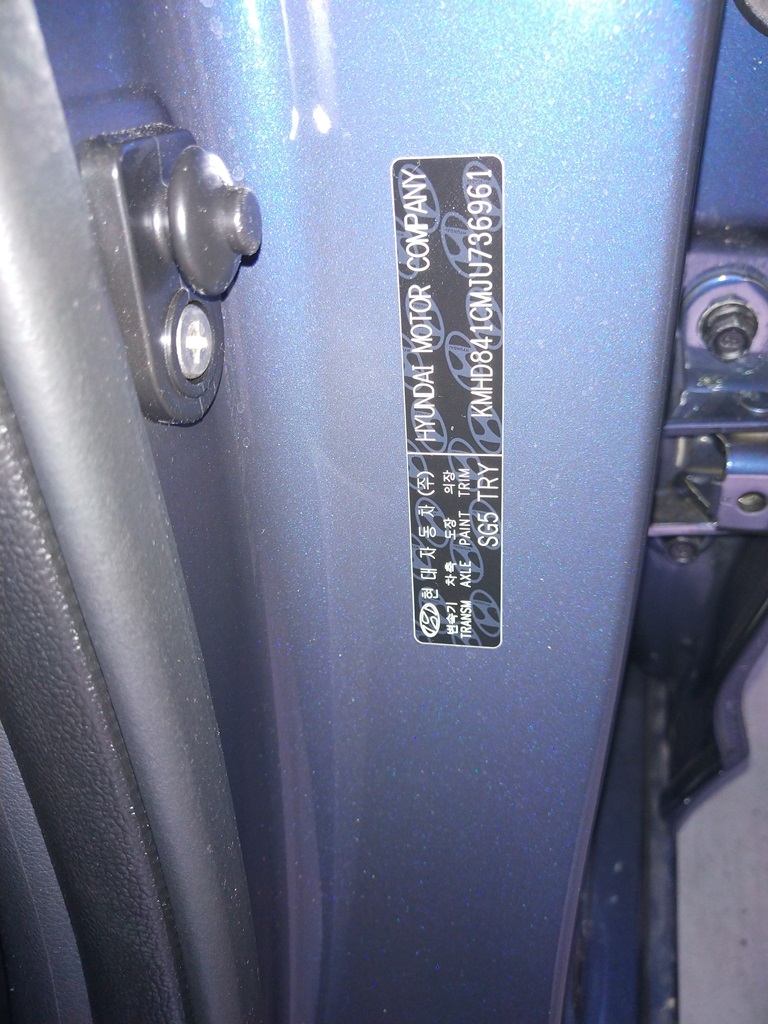 HYUNDAI MOTOR COMPANY
KMHD841CMJU736961
현대자동차(주)
변속기 차축 도장 의장
TRANSM AXLE PAINT TRIM
SG5 TRY